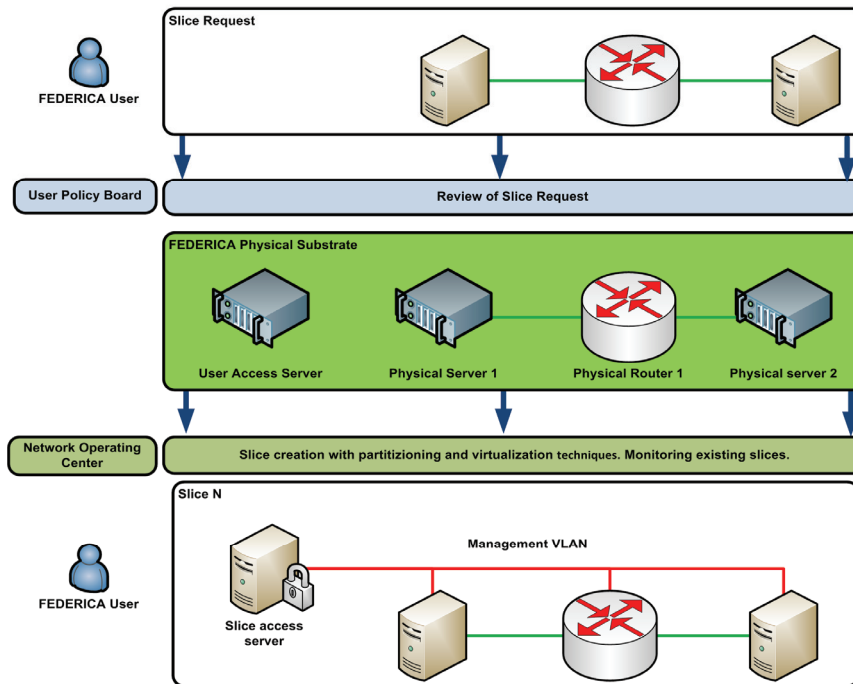 Slice Request
FEDERICA User
User Policy Board
Review of Slice Request
FEDERICA Physical Substrate
User Access Server
Physical Server 1
Physical Router 1
Physical server 2
Network Operating
Center
Slice creation with partitizioning and virtualization techniques. Monitoring existing slices.
Slice N
Management VLAN
FEDERICA User
Slice access
server